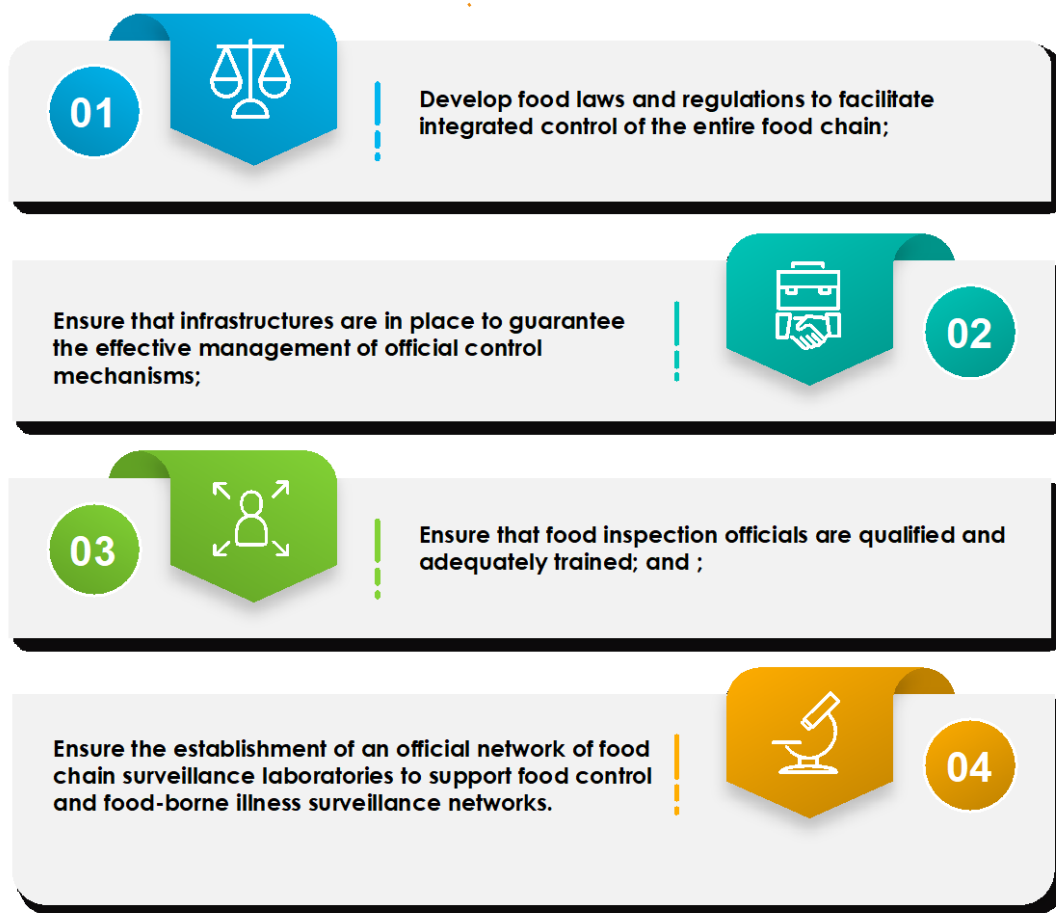 01
Develop food laws and regulations to facilitate
integrated control of the entire food chain;
Ensure that infrastructures are in place to guarantee
the effective management of official control
mechanisms;
02
03
Ensure that food inspection officials are qualified and
adequately trained; and ;
Ensure the establishment of an official network of food
chain surveillance laboratories to support food control
and food-borne illness surveillance networks.
04